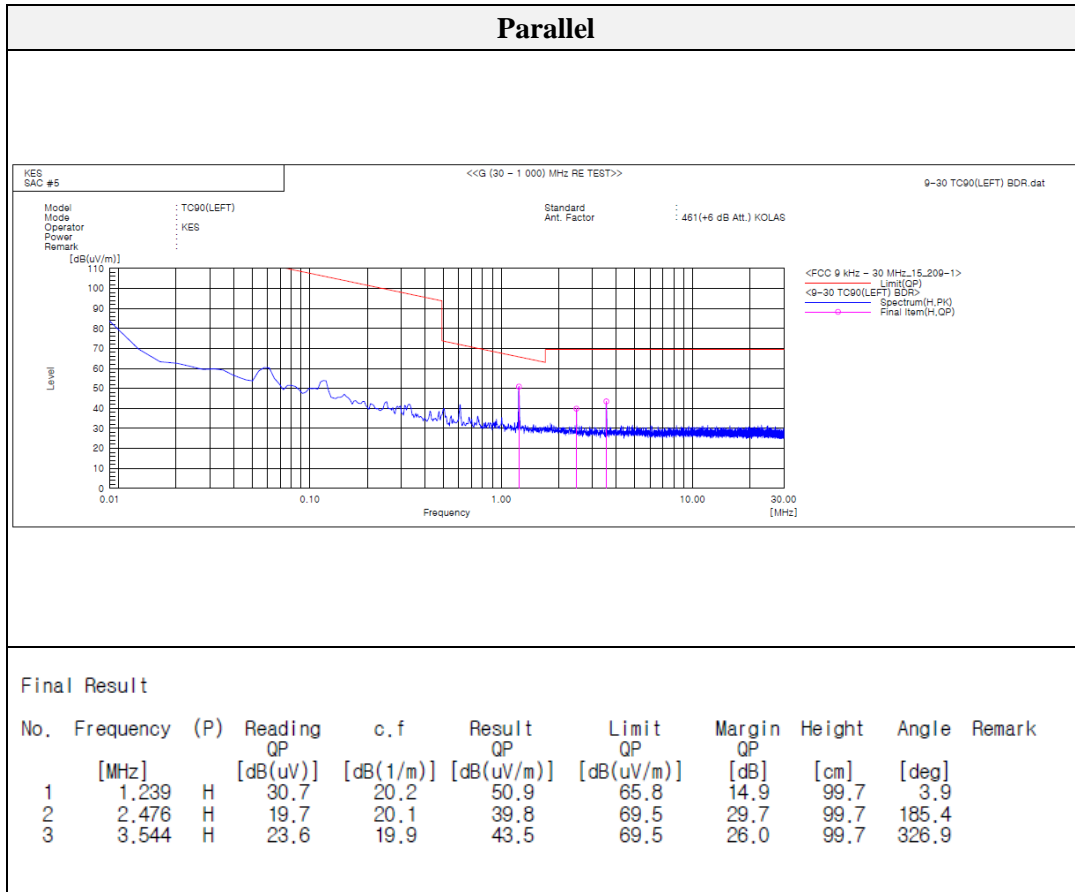 Parallel
KES
SAC #5
<<G (30 - 1 000) MHz RE TEST>>
9-30 TC90(LEFT) BDR.dat
Model : TC90(LEFT)
Mode :
Operator : KES
Power :
Remark :
Standard :
Ant. Factor : 461(+6 dB Att.) KOLAS
[dB(uV/m)]
110
100
90
80
70
60
50
40
30
20
10
0
Level
0.01 0.10 1.00 10.00 30.00
Frequency [MHz]
<FCC 9 kHz - 30 MHz_15_209-1>
Limit(QP)
<9-30 TC90(LEFT) BDR>
Spectrum(H,PK)
Final Item(H,QP)
Final Result
No. Frequency (P) Reading c.f Result Limit Margin Height Angle Remark
QP QP QP QP
[MHz] [dB(uV)] [dB(1/m)] [dB(uV/m)] [dB(uV/m)] [dB] [cm] [deg]
1 1.239 H 30.7 20.2 50.9 65.8 14.9 99.7 3.9
2 2.476 H 19.7 20.1 39.8 69.5 29.7 99.7 185.4
3 3.544 H 23.6 19.9 43.5 69.5 26.0 99.7 326.9